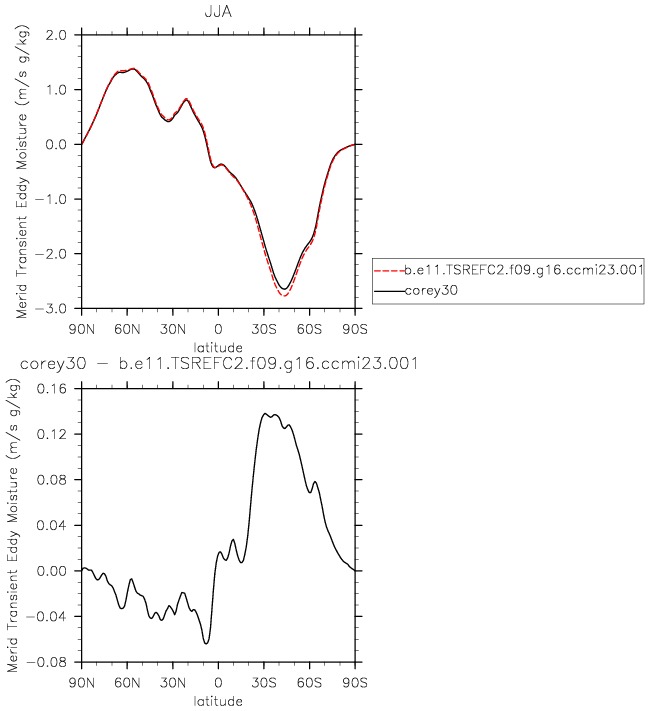 JJA
Merid Transient Eddy Moisture (m/s g/kg)
2.0
1.0
0.0
−1.0
−2.0
−3.0
90N 60N 30N 0 30S 60S 90S
latitude
b.e11.TSREFC2.f09.g16.ccmi23.001
corey30
corey30 − b.e11.TSREFC2.f09.g16.ccmi23.001
Merid Transient Eddy Moisture (m/s g/kg)
0.16
0.12
0.08
0.04
0.00
−0.04
−0.08
90N 60N 30N 0 30S 60S 90S
latitude